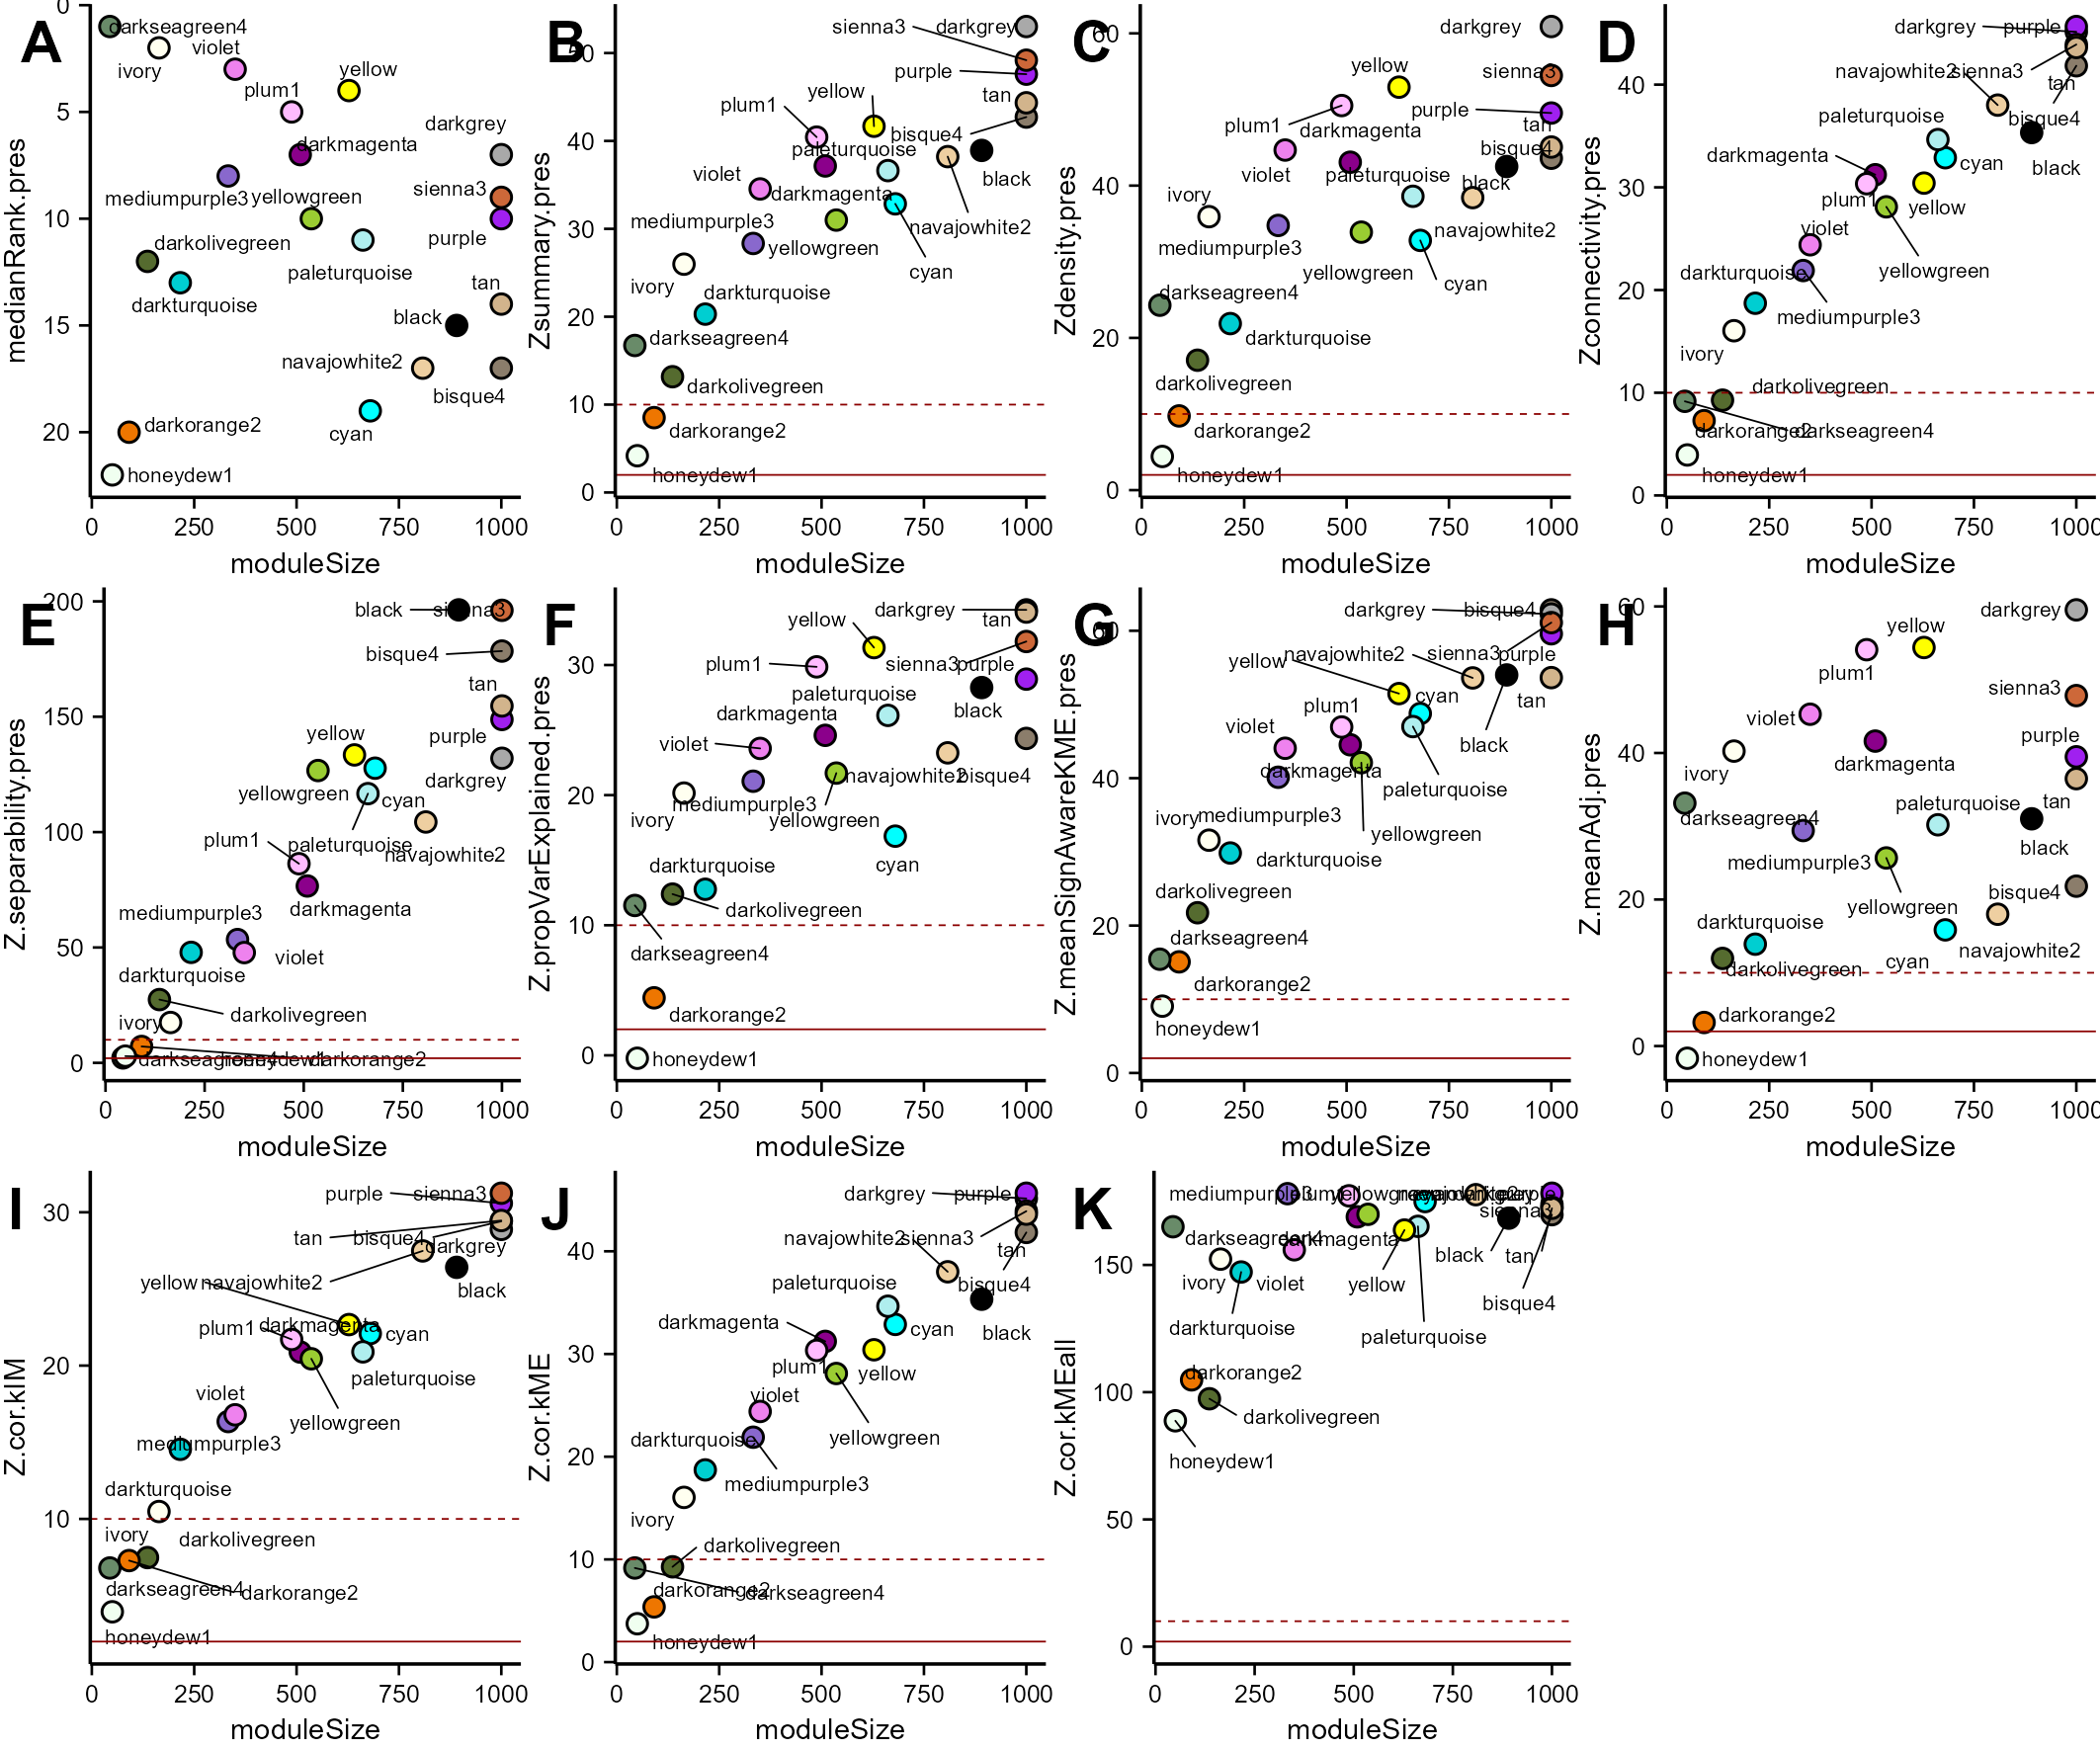 A
medianRank.pres
0
5
10
15
20
darkseagreen4
ivory
violet
plum1
yellow
darkgrey
darkmagenta
mediumpurple3
yellowgreen
sienna3
purple
darkolivegreen
paleturquoise
darkturquoise
tan
black
navajowhite2
bisque4
cyan
darkorange2
honeydew1
0 250 500 750 1000
moduleSize
B
Zsummary.pres
50
40
30
20
10
0
sienna3
darkgrey
purple
yellow
plum1
tan
bisque4
paleturquoise
black
violet
darkmagenta
mediumpurple3
navajowhite2
yellowgreen
cyan
ivory
darkturquoise
darkseagreen4
darkolivegreen
darkorange2
honeydew1
0 250 500 750 1000
moduleSize
C
Zdensity.pres
60
40
20
0
darkgrey
yellow
sienna3
purple
plum1
darkmagenta
tan
bisque4
violet
paleturquoise
black
ivory
navajowhite2
mediumpurple3
yellowgreen
cyan
darkseagreen4
darkturquoise
darkolivegreen
darkorange2
honeydew1
0 250 500 750 1000
moduleSize
D
Zconnectivity.pres
40
30
20
10
0
darkgrey
purple
navajowhite2
sienna3
tan
paleturquoise
bisque4
darkmagenta
cyan
black
plum1
yellow
violet
darkturquoise
yellowgreen
mediumpurple3
ivory
darkolivegreen
darkorange2
darkseagreen4
honeydew1
0 250 500 750 1000
moduleSize
E
Z.separability.pres
200
150
100
50
0
black
sienna3
bisque4
tan
yellow
purple
darkgrey
yellowgreen
cyan
plum1
paleturquoise
navajowhite2
mediumpurple3
darkmagenta
violet
darkturquoise
darkolivegreen
ivory
darkseagreen4
honeydew1
darkorange2
0 250 500 750 1000
moduleSize
F
Z.propVarExplained.pres
30
20
10
0
darkgrey
yellow
tan
plum1
sienna3
purple
paleturquoise
black
darkmagenta
violet
navajowhite2
bisque4
mediumpurple3
ivory
yellowgreen
cyan
darkturquoise
darkolivegreen
darkseagreen4
darkorange2
honeydew1
0 250 500 750 1000
moduleSize
G
Z.meanSignAwareKME.pres
60
40
20
0
darkgrey
bisque4
yellow
navajowhite2
sienna3
purple
plum1
cyan
tan
violet
black
darkmagenta
paleturquoise
ivory
mediumpurple3
yellowgreen
darkturquoise
darkolivegreen
darkseagreen4
darkorange2
honeydew1
0 250 500 750 1000
moduleSize
H
Z.meanAdj.pres
60
40
20
0
darkgrey
yellow
plum1
sienna3
violet
purple
darkmagenta
ivory
paleturquoise
tan
darkseagreen4
black
mediumpurple3
bisque4
yellowgreen
darkturquoise
navajowhite2
cyan
darkolivegreen
darkorange2
honeydew1
0 250 500 750 1000
moduleSize
I
Z.cor.kIM
30
20
10
purple
sienna3
tan
bisque4
darkgrey
yellow
navajowhite2
black
plum1
darkmagenta
cyan
paleturquoise
violet
yellowgreen
mediumpurple3
darkturquoise
ivory
darkolivegreen
darkseagreen4
darkorange2
honeydew1
0 250 500 750 1000
moduleSize
J
Z.cor.kME
40
30
20
10
0
darkgrey
purple
navajowhite2
sienna3
tan
paleturquoise
bisque4
darkmagenta
cyan
black
plum1
yellow
violet
darkturquoise
yellowgreen
mediumpurple3
ivory
darkolivegreen
darkorange2
darkseagreen4
honeydew1
0 250 500 750 1000
moduleSize
K
Z.cor.kMEall
150
100
50
0
mediumpurple3
plum1
yellowgreen
navajowhite2
darkgrey
purple
sienna3
darkseagreen4
darkmagenta
black
tan
ivory
violet
yellow
bisque4
darkturquoise
paleturquoise
darkorange2
darkolivegreen
honeydew1
0 250 500 750 1000
moduleSize